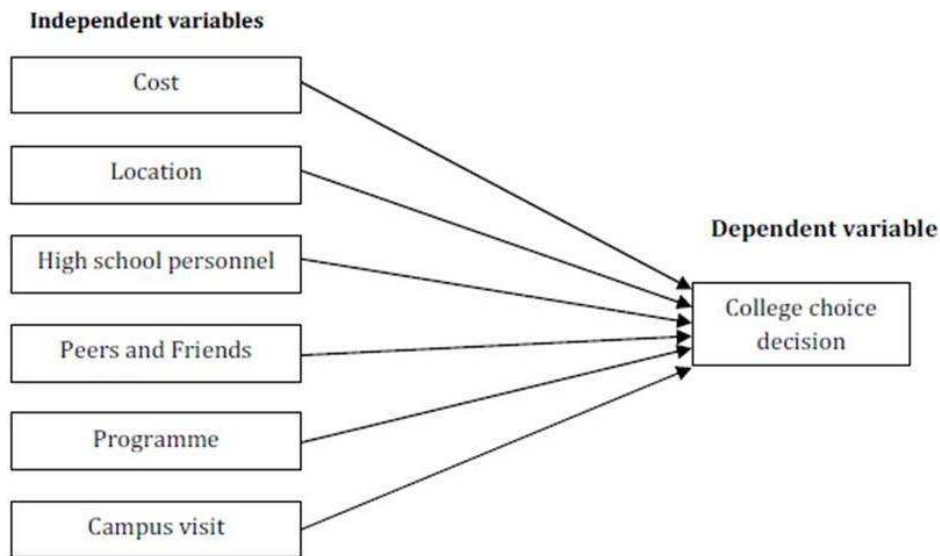 Independent variables
Cost
Location
High school personnel
Peers and Friends
Programme
Campus visit
Dependent variable
College choice
decision